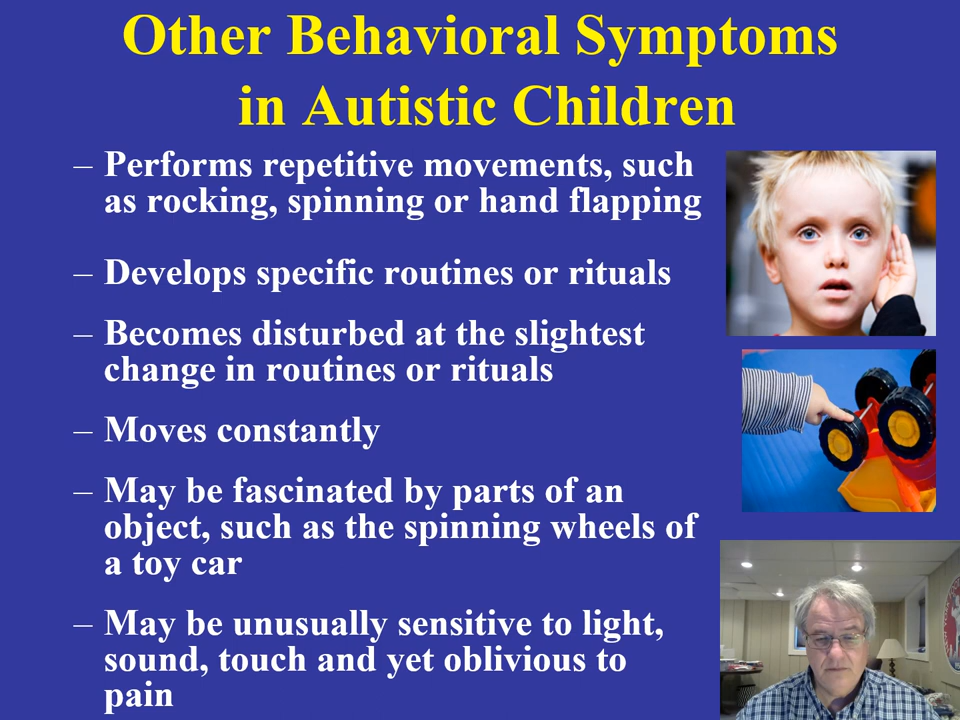 Other Behavioral Symptoms
in Autistic Children
– Performs repetitive movements, such
as rocking, spinning or hand flapping
– Develops specific routines or rituals
– Becomes disturbed at the slightest
change in routines or rituals
– Moves constantly
– May be fascinated by parts of an
object, such as the spinning wheels of
a toy car
– May be unusually sensitive to light,
sound, touch and yet oblivious to
pain